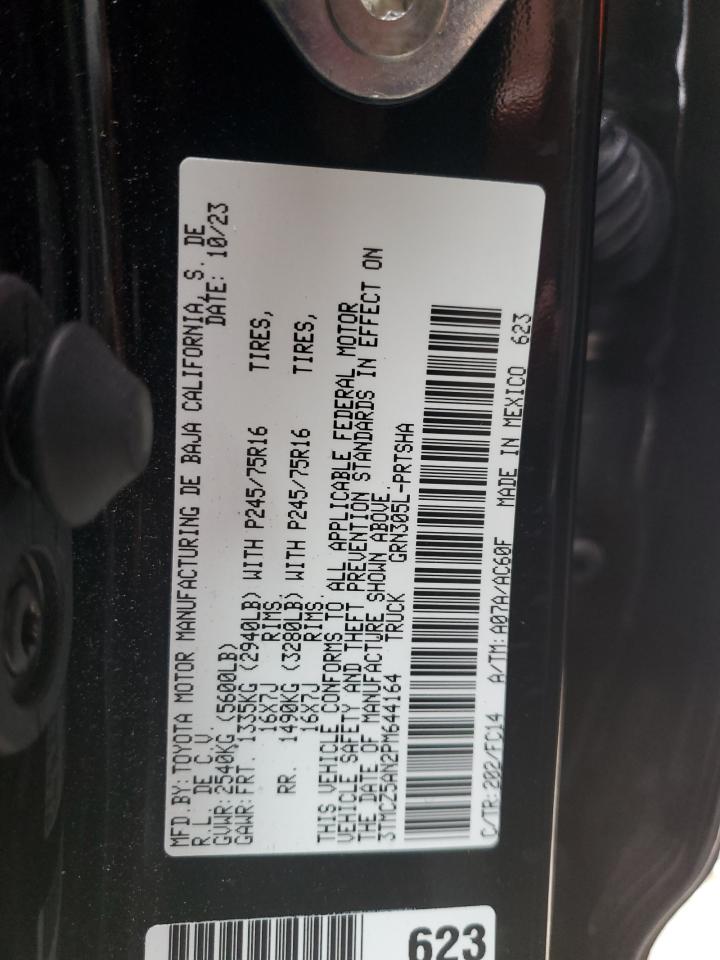 MFD.BY:TOYOTA MOTOR MANUFACTURING DE BAJA CALIFORNIA, S. DE
R.L. DE C.V. DATE: 10/23
GVWR:2540KG (5600LB)
GAWR:FRT. 1335KG (2940LB) WITH P245/75R16 TIRES,
16X7J RIMS
RR. 1490KG (3280LB) WITH P245/75R16 TIRES,
16X7J RIMS.
THIS VEHICLE CONFORMS TO ALL APPLICABLE FEDERAL MOTOR
VEHICLE SAFETY AND THEFT PREVENTION STANDARDS IN EFFECT ON
THE DATE OF MANUFACTURE SHOWN ABOVE.
3TMCZ5AN2PM644164 TRUCK GRN305L-PRTSHA
C/TR:202/FC14 A/TM:A07A/AC60F MADE IN MEXICO 623
623